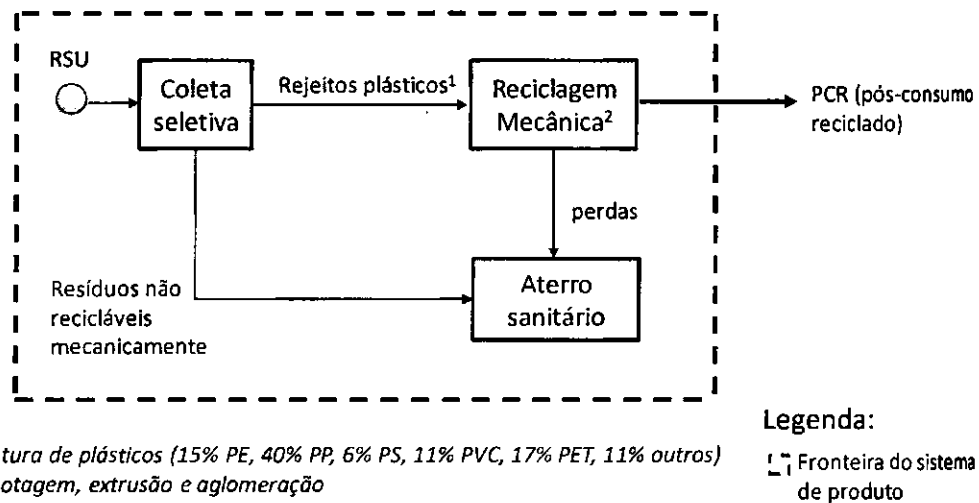 RSU
Coleta
seletiva
Rejeitos plásticos¹
Reciclagem
Mecânica²
PCR (pós-consumo
reciclado)
perdas
Resíduos não
recicláveis
mecanicamente
Aterro
sanitário
Legenda:
Fronteira do sistema
de produto
tura de plásticos (15% PE, 40% PP, 6% PS, 11% PVC, 17% PET, 11% outros)
otagem, extrusão e aglomeração